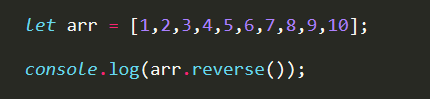 let arr = [1,2,3,4,5,6,7,8,9,10];
console.log(arr.reverse());